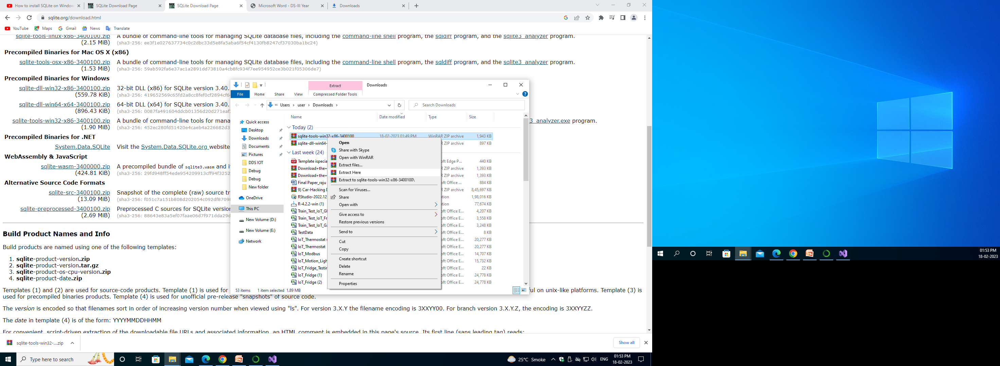 How to install SQLite on Window
SQLite Download Page
SQLite Download Page
Microsoft Word - DS-III Year
Downloads
sqlite.org/download.html
YouTube
Maps
Gmail
News
Translate
sqlite-tools-linux-x86-3400100.zip
(2.15 MiB)
A bundle of command-line tools for managing SQLite database files, including the command-line shell program, the sqldiff program, and the sqlite3_analyzer program.
(sha3-256: ee3f1e027637734c0c2dbc33d5e8fa5aba6f54cf4130fb8247cf37030ba1bc24)
Precompiled Binaries for Mac OS X (x86)
sqlite-tools-osx-x86-3400100.zip
(1.53 MiB)
A bundle of command-line tools for managing SQLite database files, including the command-line shell program, the sqldiff program, and the sqlite3_analyzer program.
(sha3-256: 59ab592fa6e37ac1a2891dd73810a4cb8fc934f7ee954952ce3b021f05306de7)
Precompiled Binaries for Windows
sqlite-dll-win32-x86-3400100.zip
(559.78 KiB)
32-bit DLL (x86) for SQLite version 3.40.
(sha3-256: 419652569c65fd2a8cc8fef0cf2894cf6
sqlite-dll-win64-x64-3400100.zip
(896.43 KiB)
64-bit DLL (x64) for SQLite version 3.40.
(sha3-256: 0087fa491604ddcb01356d20d271eaf
sqlite-tools-win32-x86-3400100.zip
(1.90 MiB)
A bundle of command-line tools for mana
3_analyzer.exe program.
(sha3-256: 452ec280fd51420e4caeb4a226682d3
Precompiled Binaries for .NET
System.Data.SQLite
Visit the System.Data.SQLite.org website
WebAssembly & JavaScript
sqlite-wasm-3400000.zip
(424.81 KiB)
A precompiled bundle of sqlite3.wasm and i
(sha3-256: 29fd948ff54ede954209913cff94f3252
Alternative Source Code Formats
sqlite-src-3400100.zip
(13.09 MiB)
Snapshot of the complete (raw) source tr
(sha3-256: f051c7a151b808d202054c092df8709
sqlite-preprocessed-3400100.zip
(2.69 MiB)
Preprocessed C sources for SQLite version
(sha3-256: 88643e83a5ef07faae06d7f971dda29d
Build Product Names and Info
Build products are named using one of the following templates:
1. sqlite-product-version.zip
2. sqlite-product-version.tar.gz
3. sqlite-product-os-cpu-version.zip
4. sqlite-product-date.zip
Templates (1) and (2) are used for source-code products. Template (1) is used for
ful on unix-like platforms. Template (3) is
used for precompiled binaries products. Template (4) is used for unofficial pre-release "snapshots" of source code.
The version is encoded so that filenames sort in order of increasing version number when viewed using "ls". For version 3.X.Y the filename encoding is 3XXYY00. For branch version 3.X.Y.Z, the encoding is 3XXYYZZ.
The date in template (4) is of the form: YYYYMMDDHHMM
For convenient, script-driven extraction of the downloadable file URLs and associated information, an HTML comment is embedded in this page's source. Its first line (sans leading tag) reads:
Extract
Downloads
File
Home
Share
View
Compressed Folder Tools
Users
user
Downloads
Search Downloads
Name
Date modified
Type
Size
Quick access
Desktop
Downloads
Documents
Pictures
DDS IOT
Debug
Debug
New folder
OneDrive
This PC
New Volume (D:)
New Volume (E:)
Network
Today (2)
sqlite-tools-win32-x86-3400100
18-02-2023 01:49 PM
WinRAR ZIP archive
1,943 KB
sqlite-dll-win64-
R ZIP archive
897 KB
Last week (24)
Template ispecia
oft Edge P...
440 KB
Download+the+
R ZIP archive
1,393 KB
Download+the+
R ZIP archive
1,393 KB
Final Paper_raju
oft Office ...
884 KB
9) Car-Hacking D
R ZIP archive
8,45,697 KB
RStudio-2022.12
tion
1,98,016 KB
R-4.2.2-win (1)
tion
77,674 KB
Train_Test_IoT_G
oft Office E...
4,207 KB
Train_Test_IoT_Fr
oft Office E...
3,558 KB
Train_Test_IoT_Ga
oft Office E...
3,248 KB
TestData
oft Office E...
8 KB
IoT_Thermostat (
oft Office E...
20,277 KB
IoT_Thermostat
oft Office E...
20,277 KB
IoT_Modbus
oft Office E...
14,707 KB
IoT_Motion_Ligh
oft Office E...
15,732 KB
IoT_Fridge_Testin
oft Office E...
22 KB
IoT_Fridge (1)
oft Office E...
24,778 KB
IoT_Fridge (2)
oft Office E...
24,778 KB
53 items
1 item selected 1.89 MB
Open
Share with Skype
Open with WinRAR
Extract files...
Extract Here
Extract to sqlite-tools-win32-x86-3400100\
Scan for Viruses...
Share
Open with
Give access to
Restore previous versions
Send to
Cut
Copy
Create shortcut
Delete
Rename
Properties
sqlite-tools-win32-....zip
Show all
Type here to search
25°C Smoke
ENG
01:53 PM
18-02-2023
01:53 PM
18-02-2023